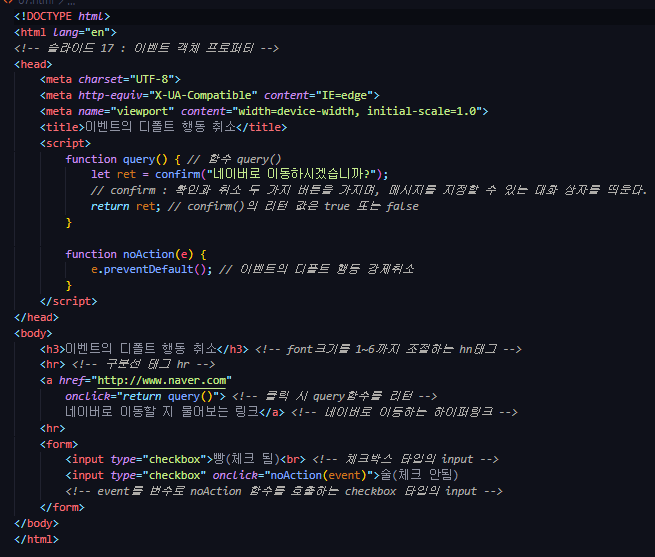 <!DOCTYPE html>
<html lang="en">
<!-- 슬라이드 17 : 이벤트 객체 프로퍼티 -->
<head>
<meta charset="UTF-8">
<meta http-equiv="X-UA-Compatible" content="IE=edge">
<meta name="viewport" content="width=device-width, initial-scale=1.0">
<title>이벤트의 디폴트 행동 취소</title>
<script>
function query() { // 함수 query()
let ret = confirm("네이버로 이동하시겠습니까?");
// confirm : 확인과 취소 두 가지 버튼을 가지며, 메시지를 지정할 수 있는 대화 상자를 띄운다.
return ret; // confirm()의 리턴 값은 true 또는 false
}
function noAction(e) {
e.preventDefault(); // 이벤트의 디폴트 행동 강제취소
}
</script>
</head>
<body>
<h3>이벤트의 디폴트 행동 취소</h3> <!-- font크기를 1~6까지 조절하는 hn태그 -->
<hr> <!-- 구분선 태그 hr -->
<a href="http://www.naver.com"
onclick="return query()"> <!-- 클릭 시 query함수를 리턴 -->
네이버로 이동할 지 물어보는 링크</a> <!-- 네이버로 이동하는 하이퍼링크 -->
<hr>
<form>
<input type="checkbox">빵(체크 됨)<br> <!-- 체크박스 타입의 input -->
<input type="checkbox" onclick="noAction(event)">술(체크 안됨)
<!-- event를 변수로 noAction 함수를 호출하는 checkbox 타입의 input -->
</form>
</body>
</html>